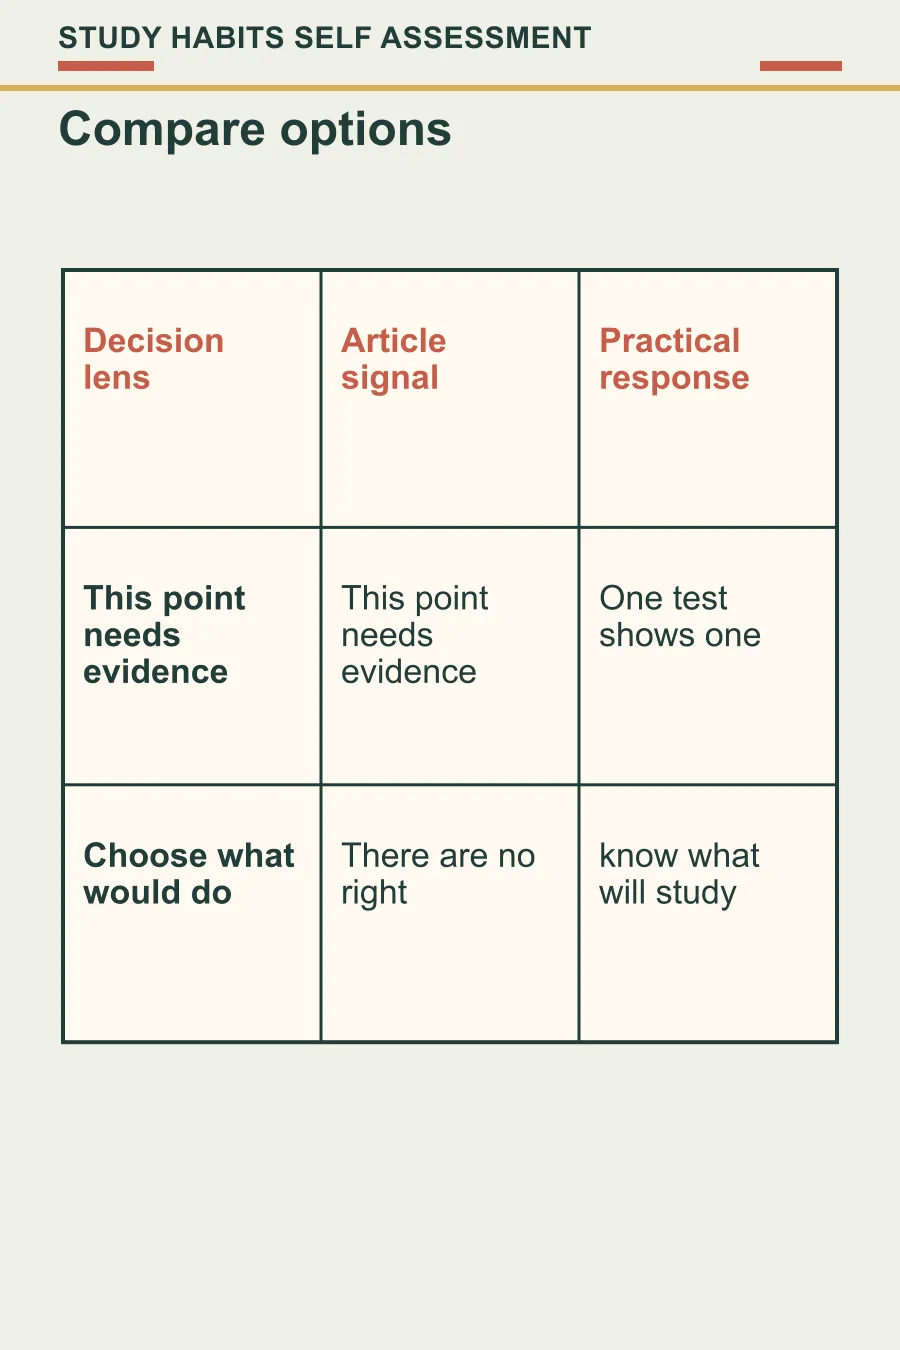 STUDY HABITS SELF ASSESSMENT
Compare options
Decision
lens
Article
signal
Practical
response
This point
needs
evidence
This point
needs
evidence
One test
shows one
Choose what
would do
There are no
right
know what
will study